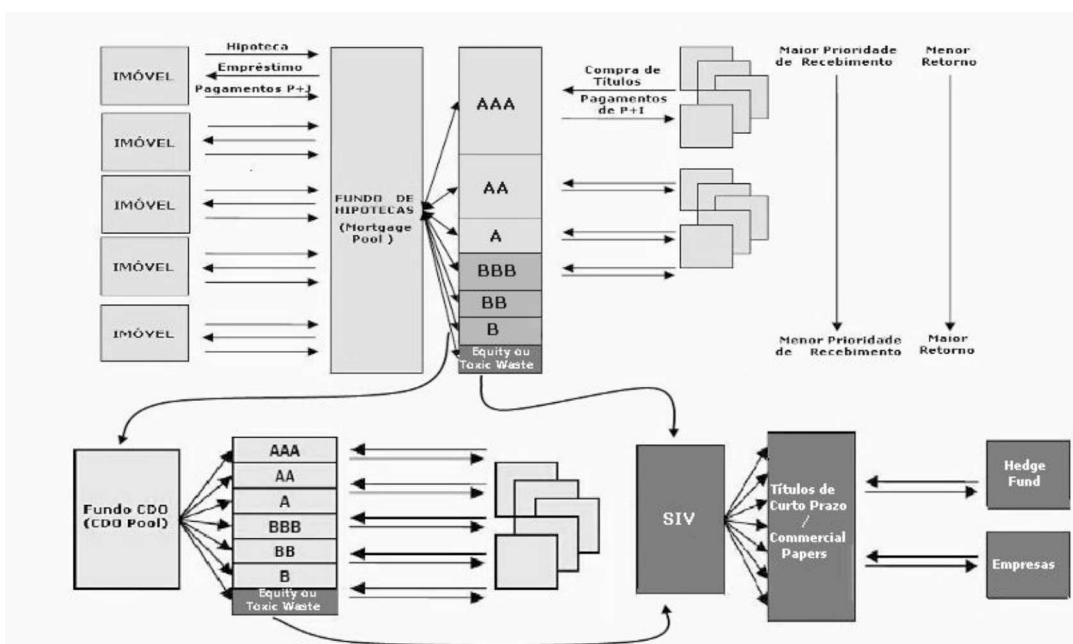 Hipoteca
Empréstimo
Pagamentos P+J
IMÓVEL
IMÓVEL
IMÓVEL
IMÓVEL
IMÓVEL
FUNDO DE
HIPOTECAS
(Mortgage
Pool )
AAA
AA
A
BBB
BB
B
Equity ou
Toxic Waste
Compra de
Títulos
Pagamentos
de P+I
Maior Prioridade
de Recebimento
Menor
Retorno
Menor Prioridade
de Recebimento
Maior
Retorno
Fundo CDO
(CDO Pool)
AAA
AA
A
BBB
BB
B
Equity ou
Toxic Waste
SIV
Títulos de
Curto Prazo
/
Commercial
Papers
Hedge
Fund
Empresas